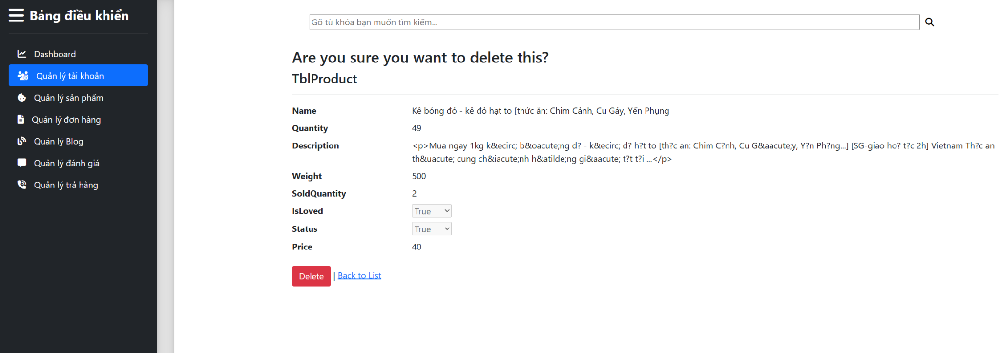 Bảng điều khiển
Dashboard
Quản lý tài khoản
Quản lý sản phẩm
Quản lý đơn hàng
Quản lý Blog
Quản lý đánh giá
Quản lý trả hàng
Gõ từ khóa bạn muốn tìm kiếm...
Are you sure you want to delete this?
TblProduct
Name Kê bóng đỏ - kê đỏ hạt to [thức ăn: Chim Cảnh, Cu Gáy, Yến Phụng
Quantity 49
Description <p>Mua ngay 1kg k&ecirc; b&oacute;ng d? - k&ecirc; d? h?t to [th?c an: Chim C?nh, Cu G&aacute;y, Y?n Ph?ng...] [SG-giao ho? t?c 2h] Vietnam Th?c an
th&uacute; cung ch&iacute;nh h&atilde;ng gi&aacute; t?t t?i ...</p>
Weight 500
SoldQuantity 2
IsLoved True
Status True
Price 40
Delete | Back to List